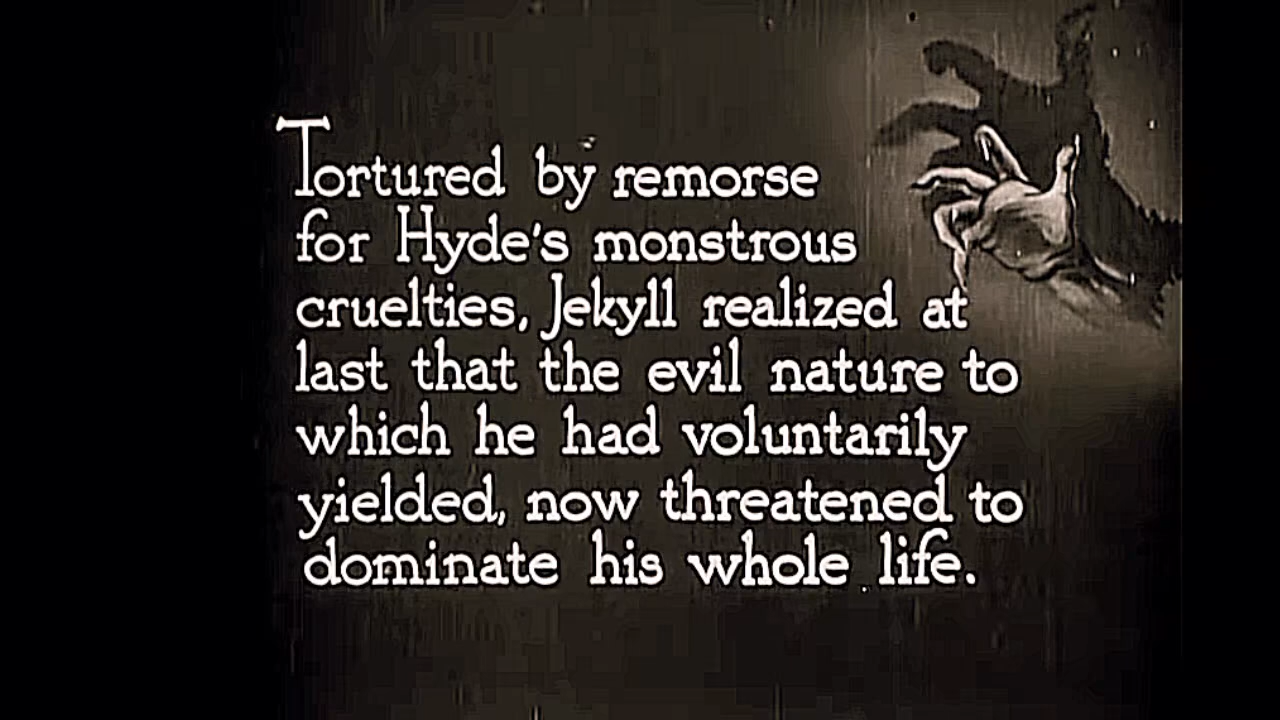 Tortured by remorse
for Hyde's monstrous
cruelties, Jekyll realized at
last that the evil nature to
which he had voluntarily
yielded, now threatened to
dominate his whole life.